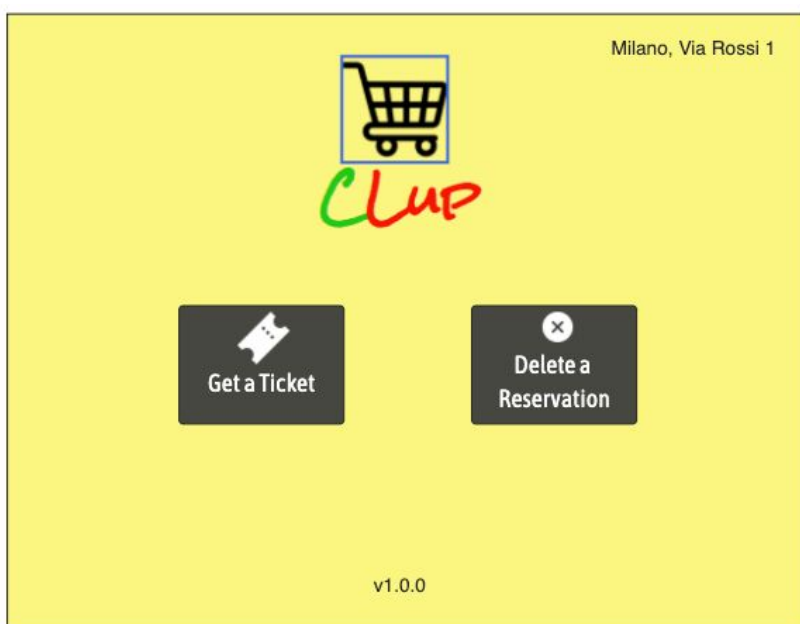 Milano, Via Rossi 1
CLup
Get a Ticket
Delete a
Reservation
v1.0.0